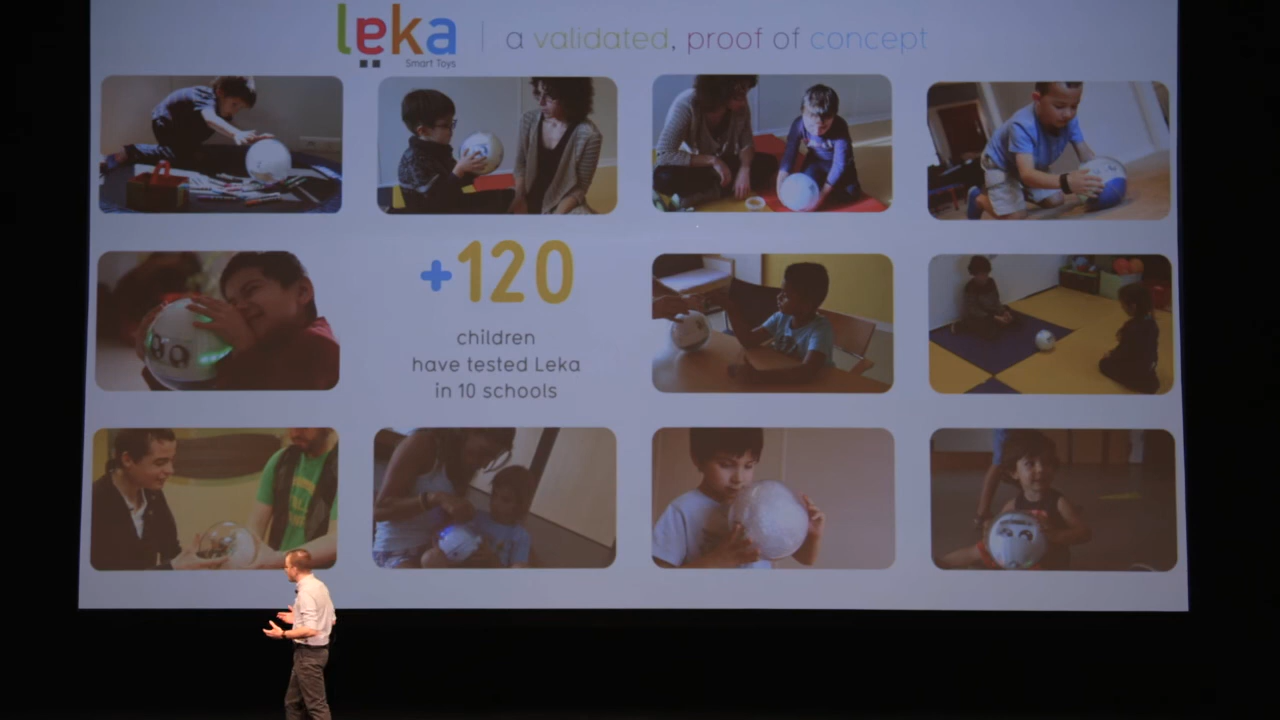 leka
Smart Toys
a validated, proof of concept
+120
children
have tested Leka
in 10 schools